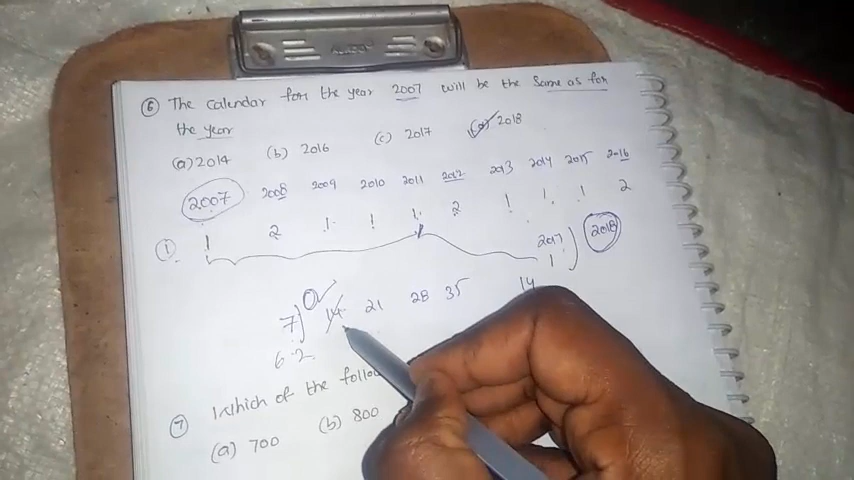 ⑥ The Calendar for the year 2007 will be the Same as for
the year
(a) 2014 (b) 2016 (c) 2017 (d) 2018
2007 2008 2009 2010 2011 2012 2013 2014 2015 2016
① 1 2 1 1 1 2 1 1 1 2
2017 2018
1
7) 0 14 21 28 35 14
6.2
⑦ Which of the
(a) 700 (b) 800